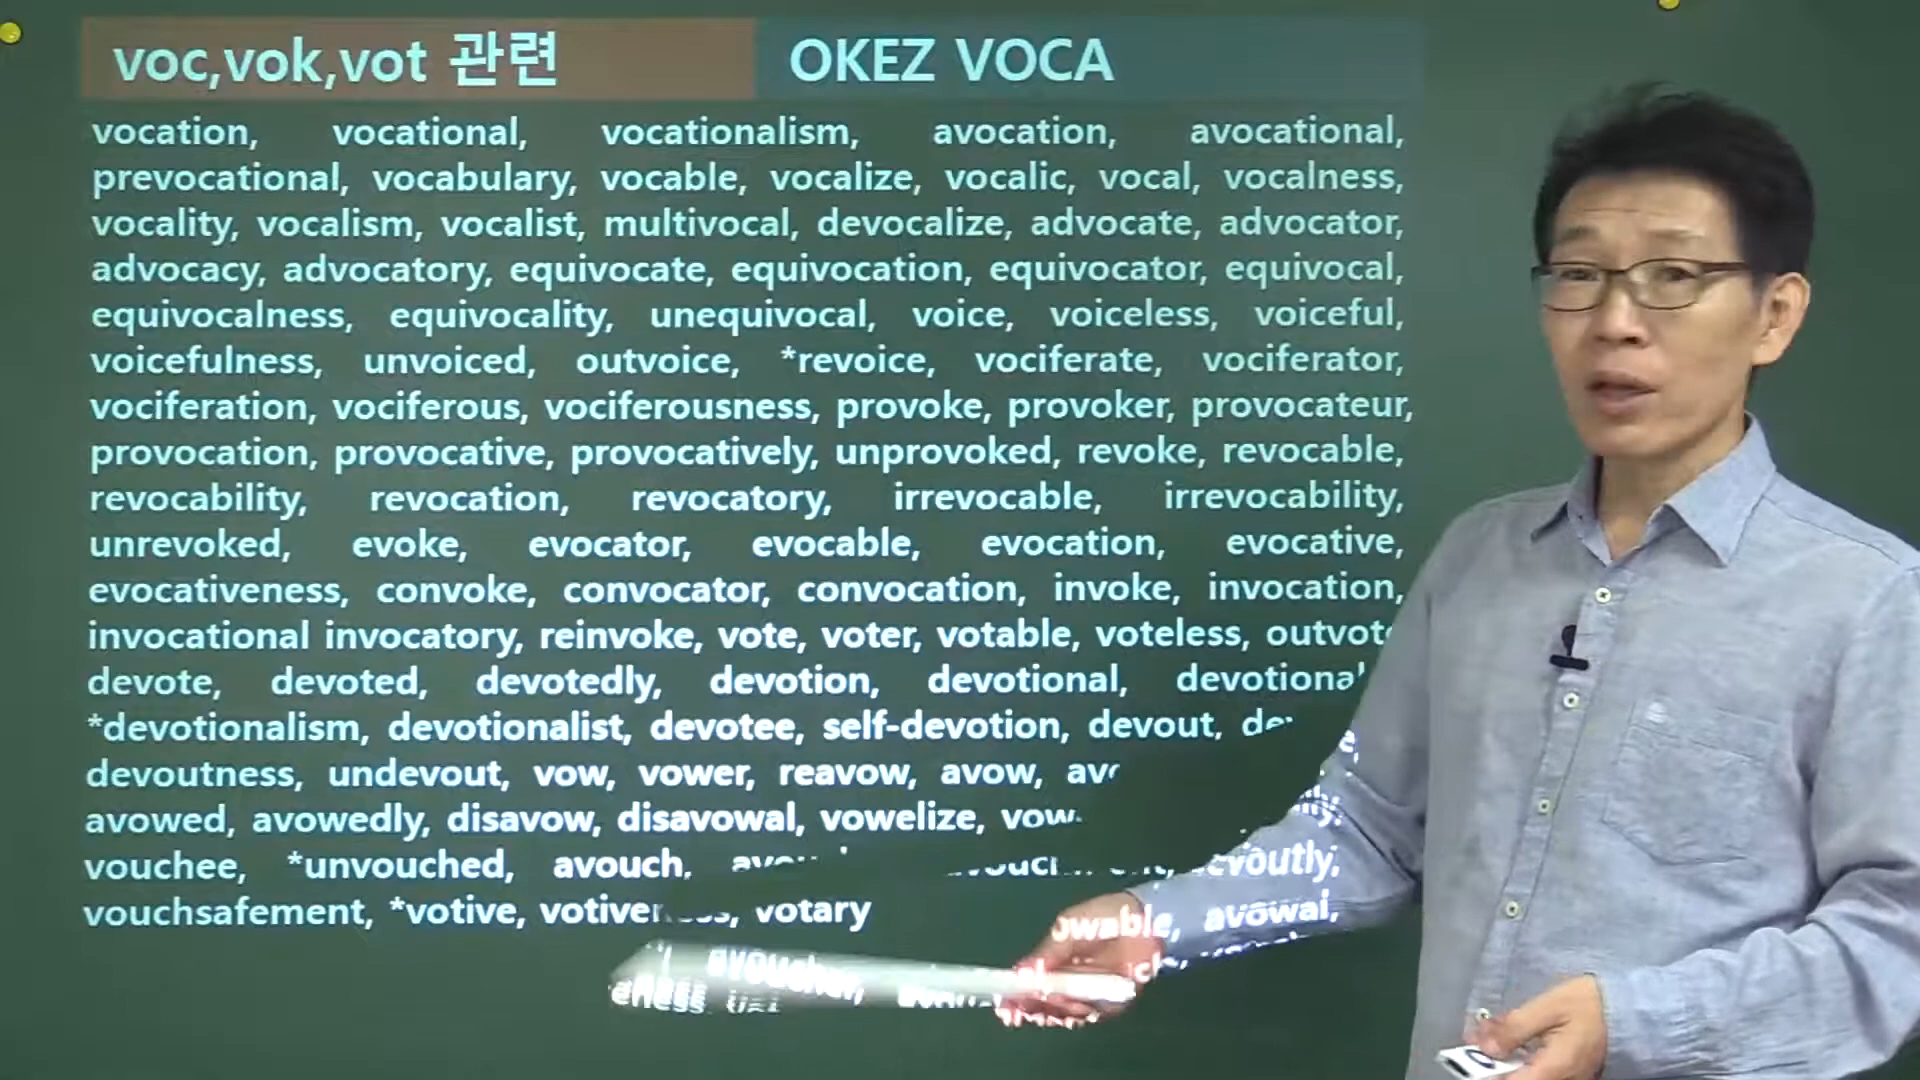 voc,vok,vot 관련
OKEZ VOCA
vocation, vocational, vocationalism, avocation, avocational,
prevocational, vocabulary, vocable, vocalize, vocalic, vocal, vocalness,
vocality, vocalism, vocalist, multivocal, devocalize, advocate, advocator,
advocacy, advocatory, equivocate, equivocation, equivocator, equivocal,
equivocalness, equivocality, unequivocal, voice, voiceless, voiceful,
voicefulness, unvoiced, outvoice, *revoice, vociferate, vociferator,
vociferation, vociferous, vociferousness, provoke, provoker, provocateur,
provocation, provocative, provocatively, unprovoked, revoke, revocable,
revocability, revocation, revocatory, irrevocable, irrevocability,
unrevoked, evoke, evocator, evocable, evocation, evocative,
evocativeness, convoke, convocator, convocation, invoke, invocation,
invocational invocatory, reinvoke, vote, voter, votable, voteless,
devote, devoted, devotedly, devotion, devotional,
*devotionalism, devotionalist, devotee, self-devotion, devout,
devoutness, undevout, vow, vower, reavow, avow,
avowed, avowedly, disavow, disavowal, vowelize,
vouchee, *unvouched, avouch, avoucher,
vouchsafement, *votive, votiveness, votary